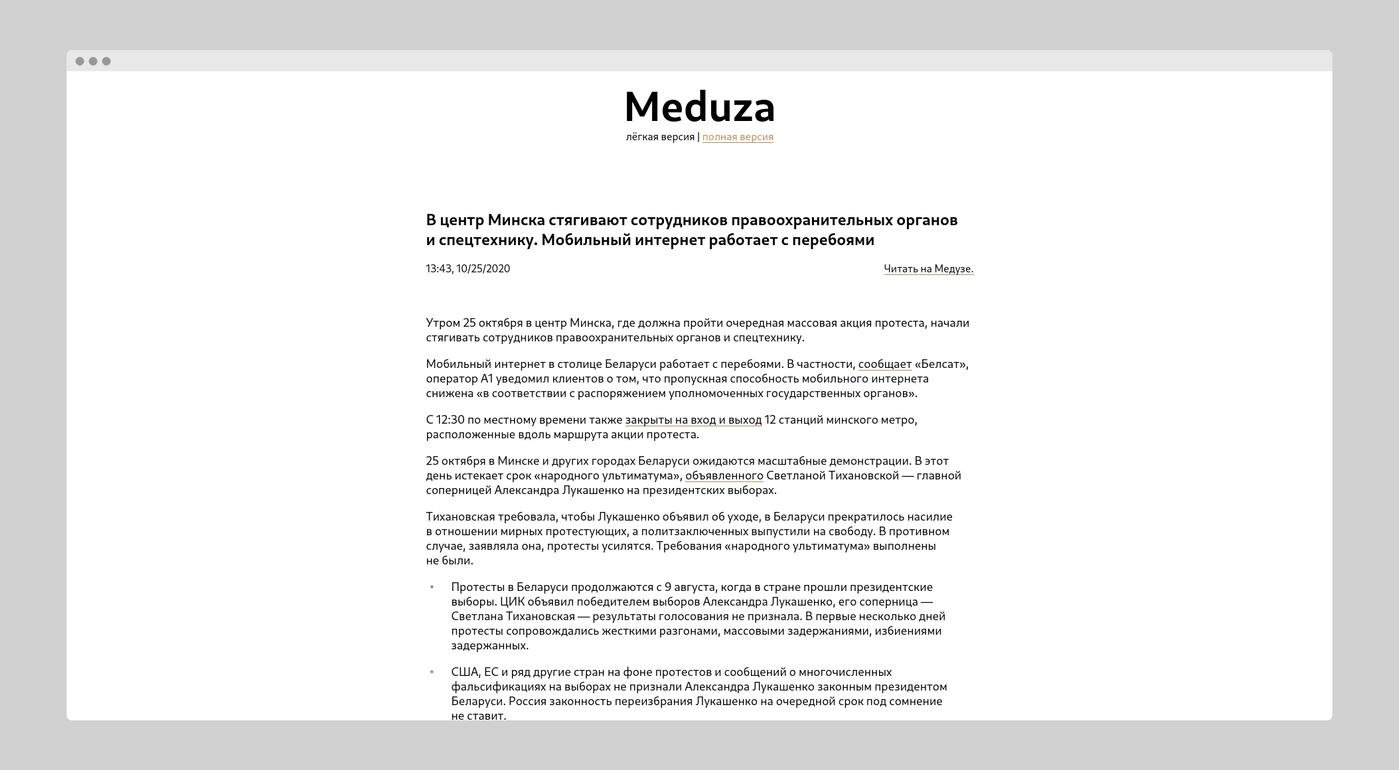 Meduza
лёгкая версия | полная версия
В центр Минска стягивают сотрудников правоохранительных органов
и спецтехнику. Мобильный интернет работает с перебоями
13:43, 10/25/2020
Читать на Медузе.
Утром 25 октября в центр Минска, где должна пройти очередная массовая акция протеста, начали
стягивать сотрудников правоохранительных органов и спецтехнику.
Мобильный интернет в столице Беларуси работает с перебоями. В частности, сообщает «Белсат»,
оператор А1 уведомил клиентов о том, что пропускная способность мобильного интернета
снижена «в соответствии с распоряжением уполномоченных государственных органов».
С 12:30 по местному времени также закрыты на вход и выход 12 станций минского метро,
расположенные вдоль маршрута акции протеста.
25 октября в Минске и других городах Беларуси ожидаются масштабные демонстрации. В этот
день истекает срок «народного ультиматума», объявленного Светланой Тихановской — главной
соперницей Александра Лукашенко на президентских выборах.
Тихановская требовала, чтобы Лукашенко объявил об уходе, в Беларуси прекратилось насилие
в отношении мирных протестующих, а политзаключенных выпустили на свободу. В противном
случае, заявляла она, протесты усилятся. Требования «народного ультиматума» выполнены
не были.
• Протесты в Беларуси продолжаются с 9 августа, когда в стране прошли президентские
выборы. ЦИК объявил победителем выборов Александра Лукашенко, его соперница —
Светлана Тихановская — результаты голосования не признала. В первые несколько дней
протесты сопровождались жесткими разгонами, массовыми задержаниями, избиениями
задержанных.
• США, ЕС и ряд другие стран на фоне протестов и сообщений о многочисленных
фальсификациях на выборах не признали Александра Лукашенко законным президентом
Беларуси. Россия законность переизбрания Лукашенко на очередной срок под сомнение
не ставит.